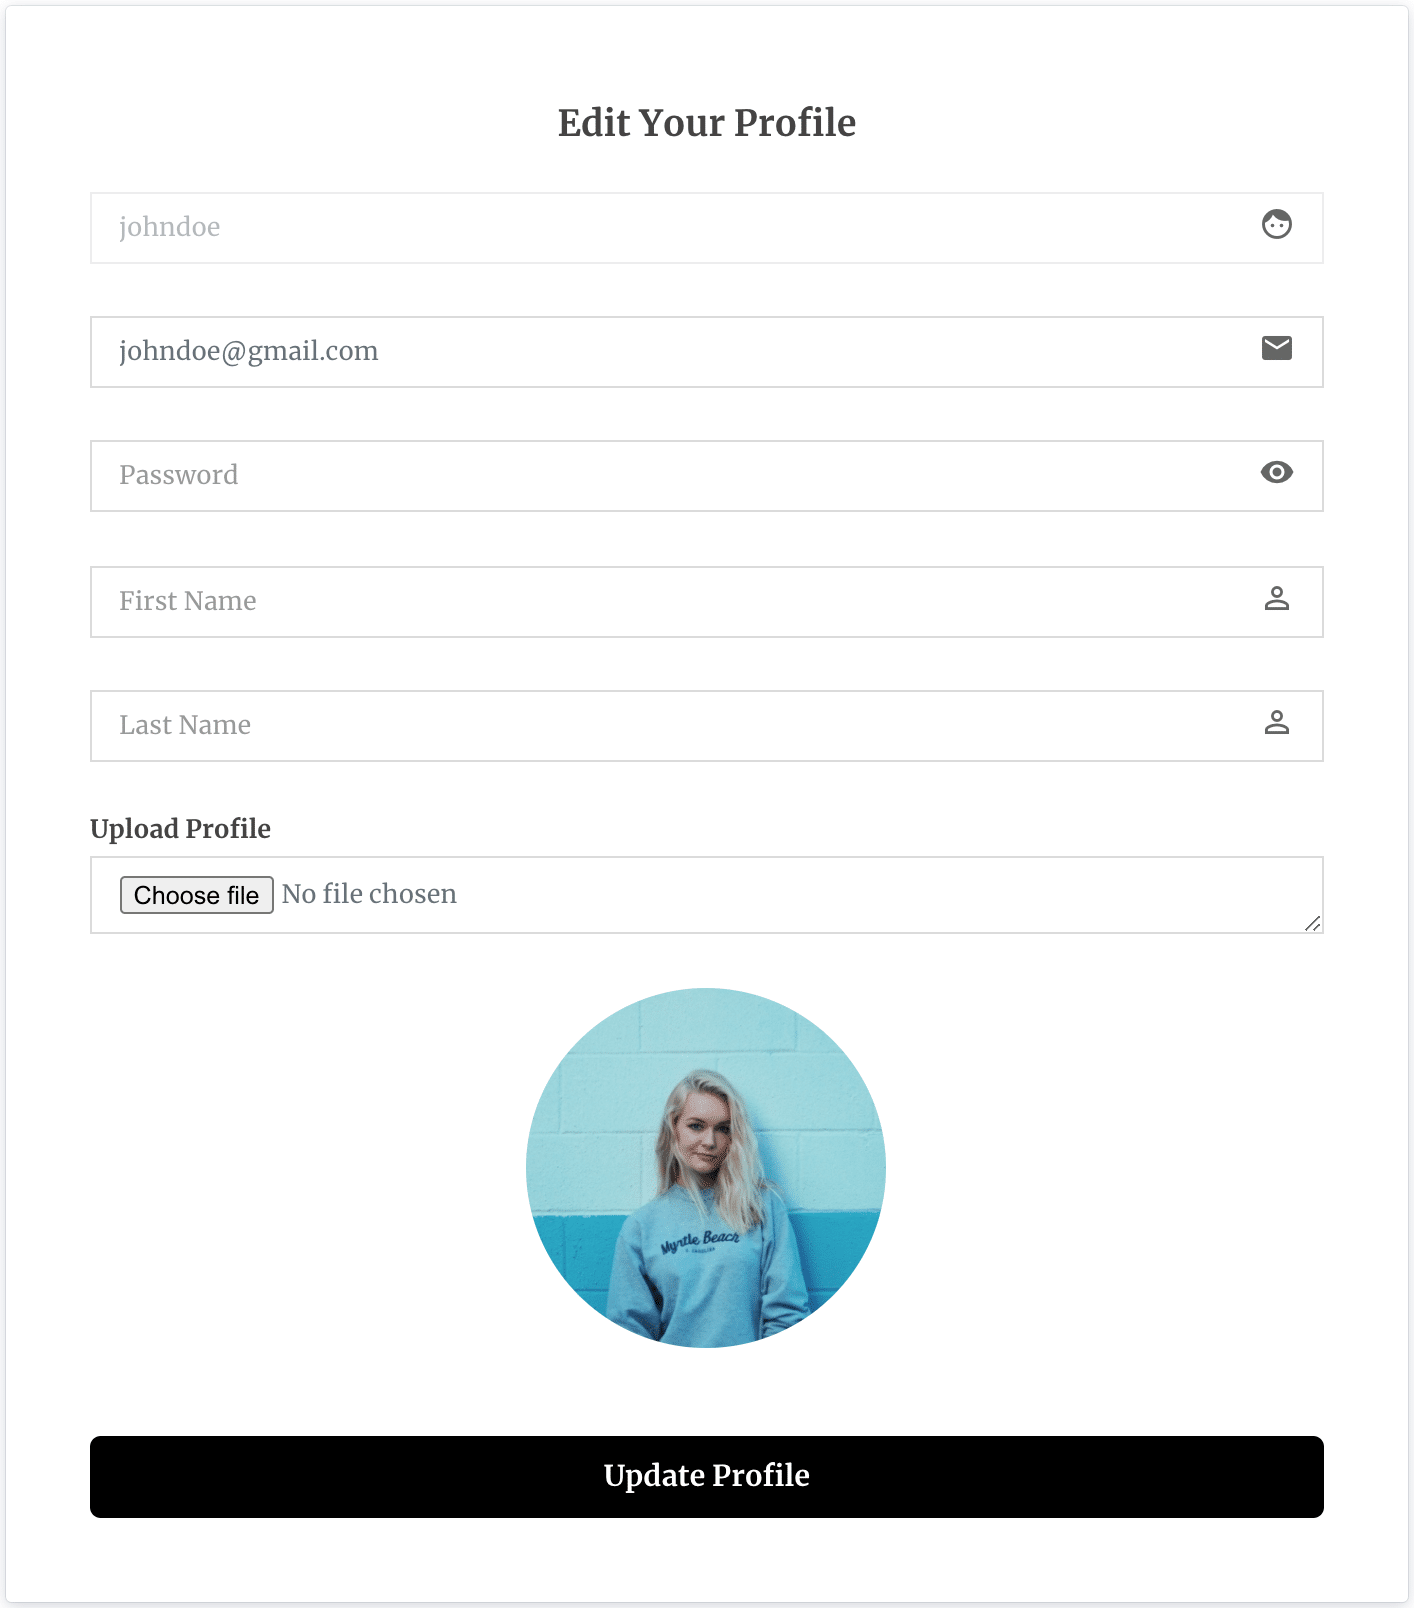 Edit Your Profile
johndoe
johndoe@gmail.com
Password
First Name
Last Name
Upload Profile
Choose file No file chosen
Myrtle Beach
Update Profile